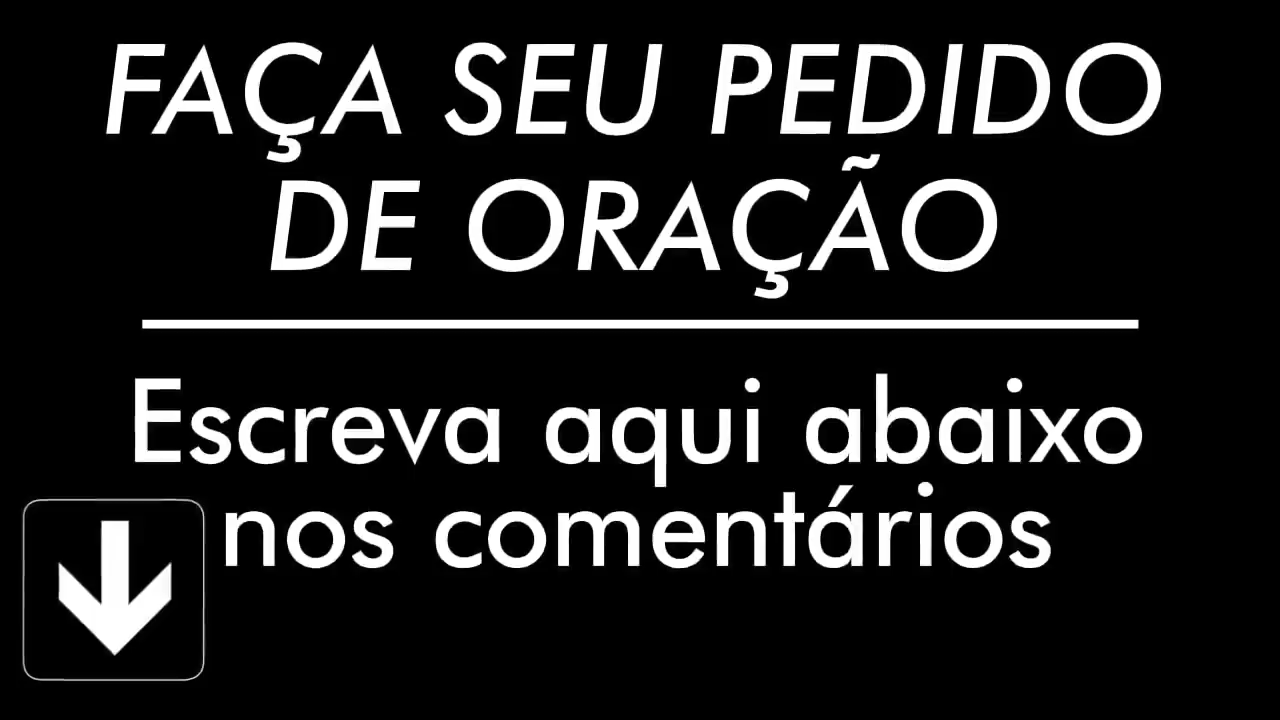 FAÇA SEU PEDIDO
DE ORAÇÃO
Escreva aqui abaixo
nos comentários